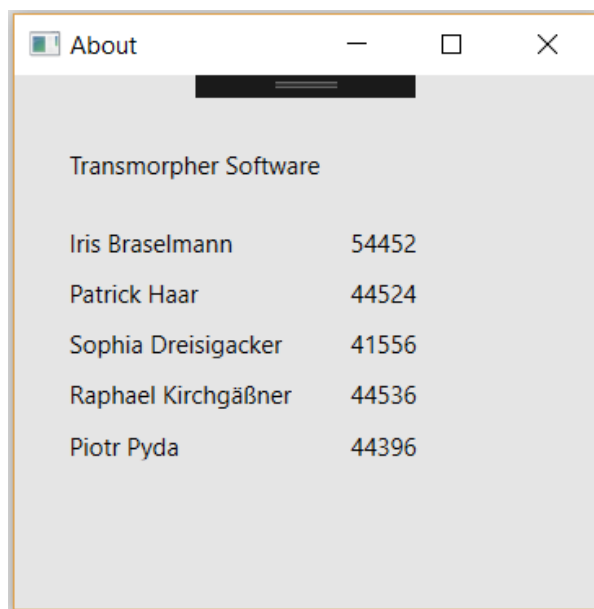 About
Transmorpher Software
Iris Braselmann 54452
Patrick Haar 44524
Sophia Dreisigacker 41556
Raphael Kirchgäßner 44536
Piotr Pyda 44396